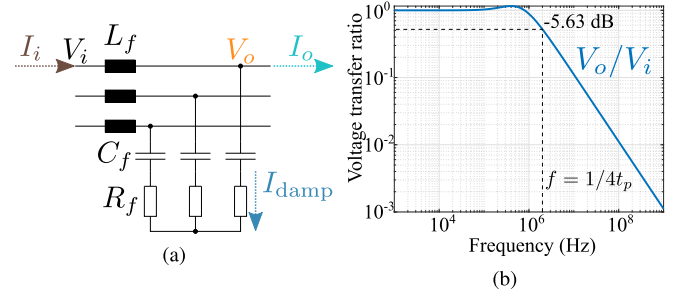 I_i V_i L_f V_o I_o
C_f
R_f I_damp
(a)
10^0
10^-1
10^-2
10^-3
Voltage transfer ratio
-5.63 dB
V_o/V_i
f = 1/4t_p
10^4 10^6 10^8
Frequency (Hz)
(b)